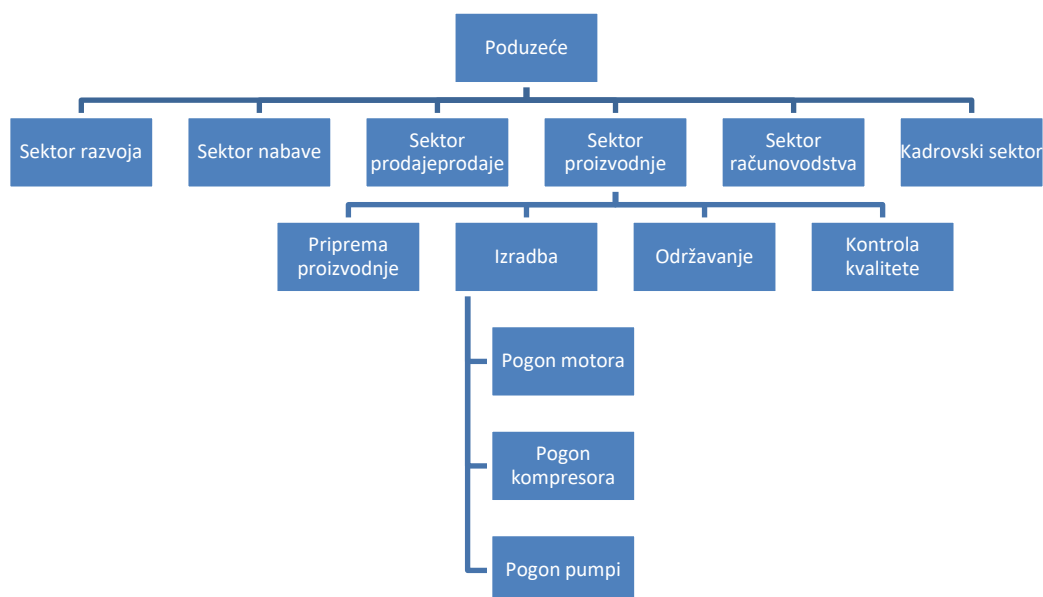 Poduzeće
Sektor razvoja
Sektor nabave
Sektor
prodajeprodaje
Sektor
proizvodnje
Sektor
računovodstva
Kadrovski sektor
Priprema
proizvodnje
Izradba
Održavanje
Kontrola
kvalitete
Pogon motora
Pogon
kompresora
Pogon pumpi